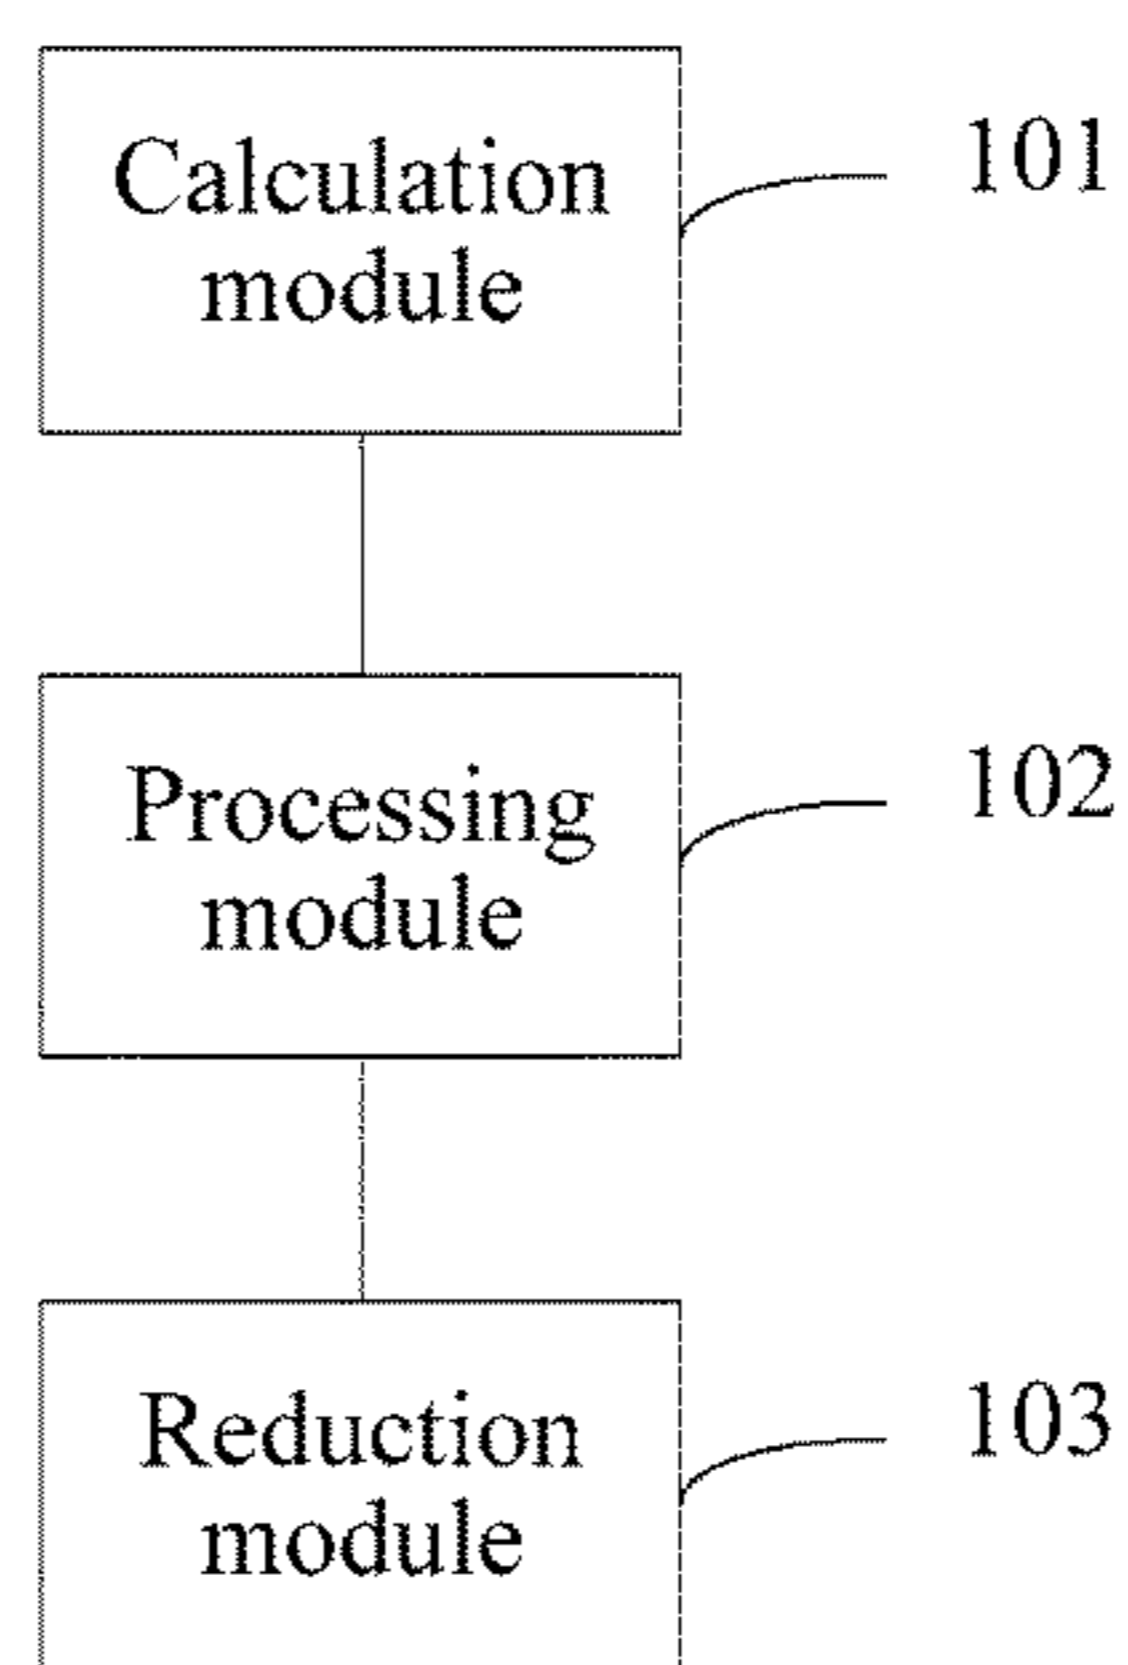 Calculation
module
101
Processing
module
102
Reduction
module
103